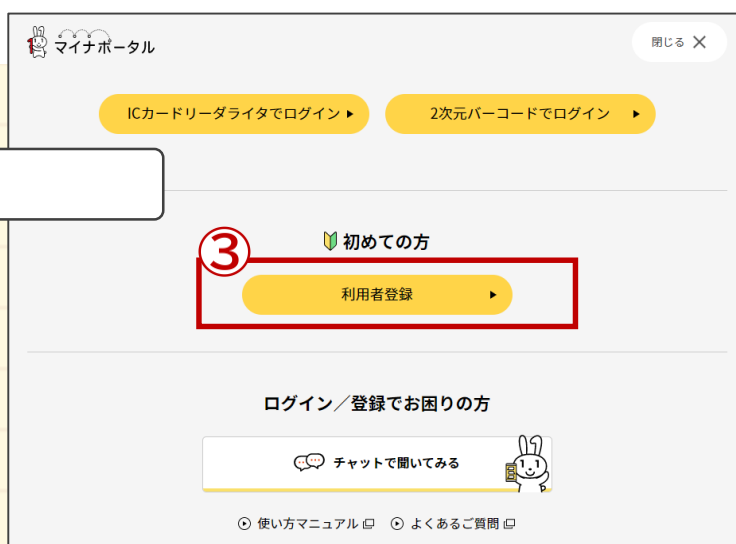 マイナポータル
閉じる ×
ICカードリーダライタでログイン ▶ 2次元バーコードでログイン ▶
③
初めての方
利用者登録 ▶
ログイン／登録でお困りの方
チャットで聞いてみる
使い方マニュアル よくあるご質問